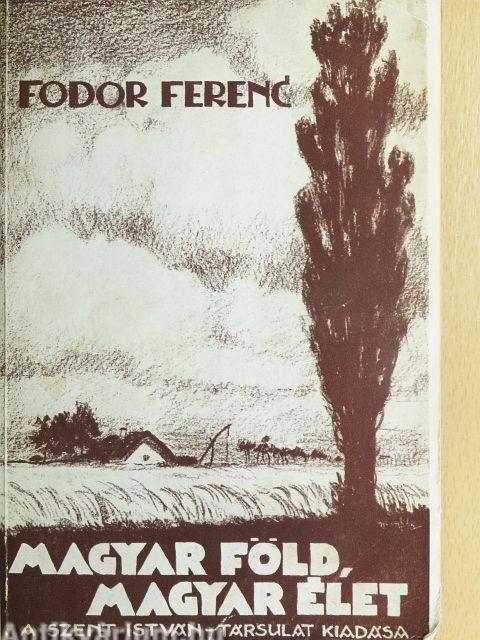 FODOR FERENC
MAGYAR FÖLD,
MAGYAR ÉLET
A SZENT ISTVÁN-TÁRSULAT KIADÁSA